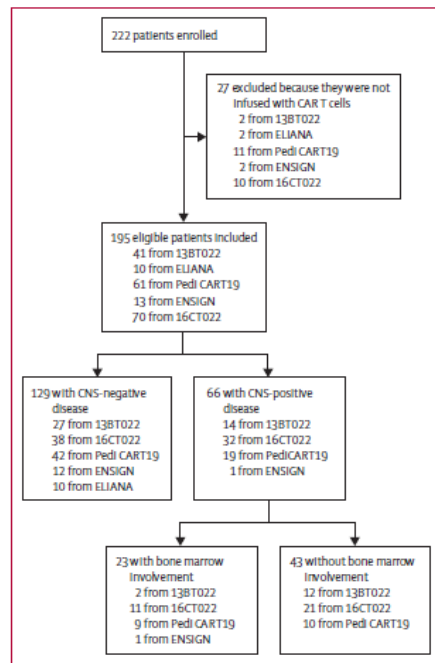 222 patients enrolled
27 excluded because they were not
infused with CAR T cells
2 from 13BT022
2 from ELIANA
11 from Pedi CART19
2 from ENSIGN
10 from 16CT022
195 eligible patients included
41 from 13BT022
10 from ELIANA
61 from Pedi CART19
13 from ENSIGN
70 from 16CT022
129 with CNS-negative
disease
27 from 13BT022
38 from 16CT022
42 from Pedi CART19
12 from ENSIGN
10 from ELIANA
66 with CNS-positive
disease
14 from 13BT022
32 from 16CT022
19 from PediCART19
1 from ENSIGN
23 with bone marrow
involvement
2 from 13BT022
11 from 16CT022
9 from Pedi CART19
1 from ENSIGN
43 without bone marrow
involvement
12 from 13BT022
21 from 16CT022
10 from Pedi CART19